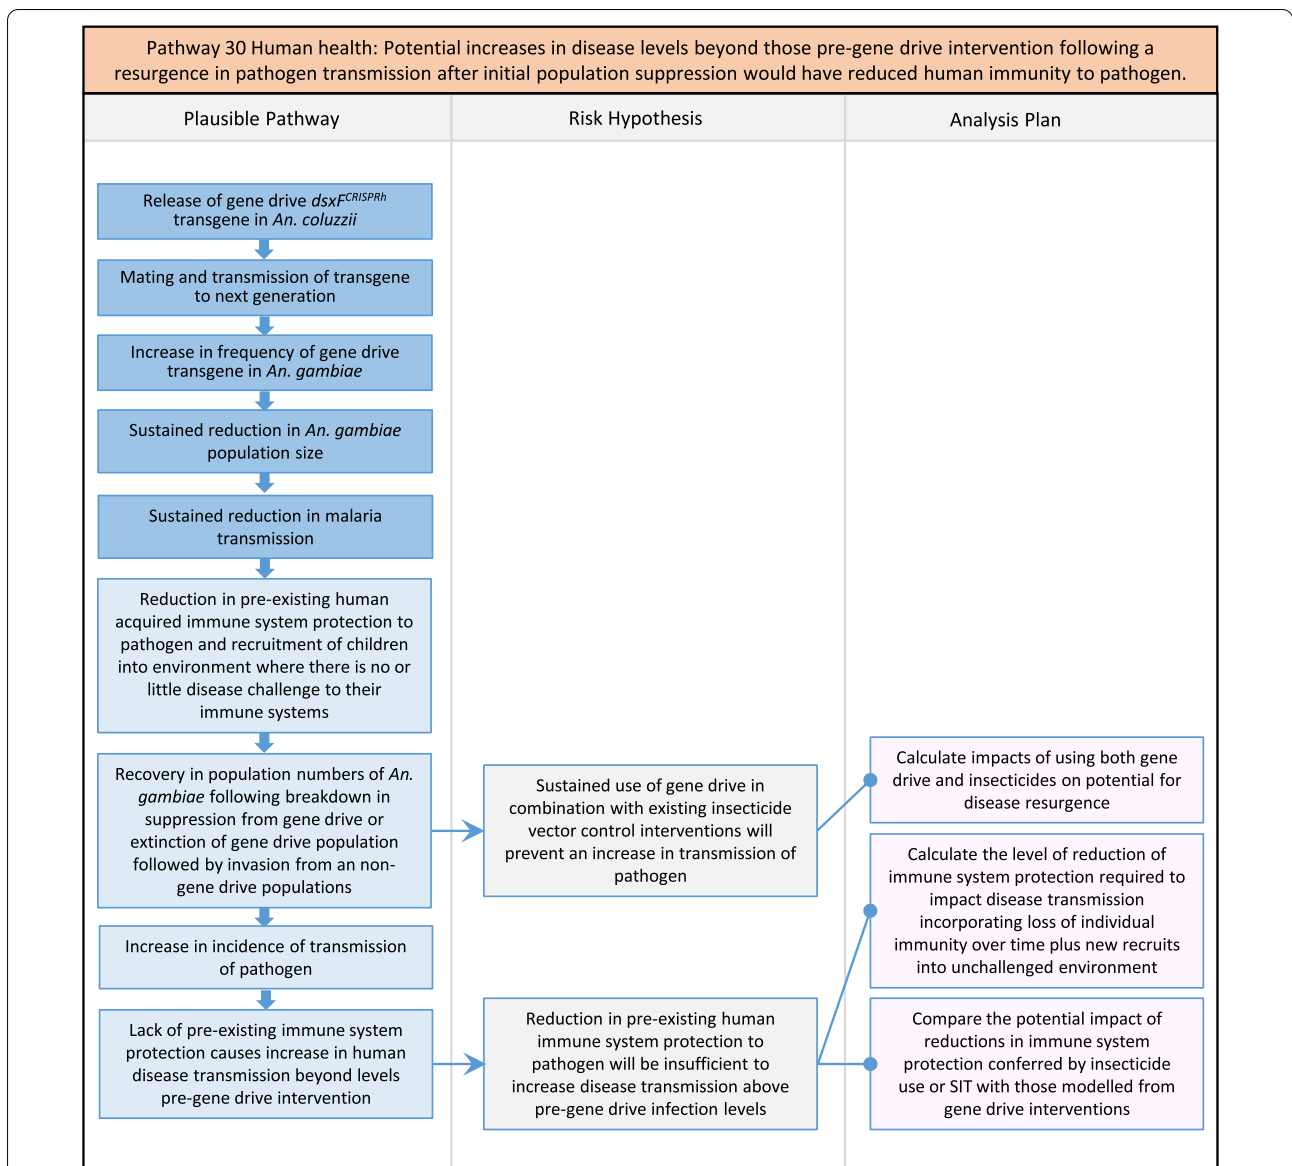 Pathway 30 Human health: Potential increases in disease levels beyond those pre-gene drive intervention following a
resurgence in pathogen transmission after initial population suppression would have reduced human immunity to pathogen.
Plausible Pathway
Risk Hypothesis
Analysis Plan
Release of gene drive dsxF^CRISPRh
transgene in An. coluzzii
Mating and transmission of transgene
to next generation
Increase in frequency of gene drive
transgene in An. gambiae
Sustained reduction in An. gambiae
population size
Sustained reduction in malaria
transmission
Reduction in pre-existing human
acquired immune system protection to
pathogen and recruitment of children
into environment where there is no or
little disease challenge to their
immune systems
Recovery in population numbers of An.
gambiae following breakdown in
suppression from gene drive or
extinction of gene drive population
followed by invasion from an non-
gene drive populations
Increase in incidence of transmission
of pathogen
Lack of pre-existing immune system
protection causes increase in human
disease transmission beyond levels
pre-gene drive intervention
Sustained use of gene drive in
combination with existing insecticide
vector control interventions will
prevent an increase in transmission of
pathogen
Reduction in pre-existing human
immune system protection to
pathogen will be insufficient to
increase disease transmission above
pre-gene drive infection levels
Calculate impacts of using both gene
drive and insecticides on potential for
disease resurgence
Calculate the level of reduction of
immune system protection required to
impact disease transmission
incorporating loss of individual
immunity over time plus new recruits
into unchallenged environment
Compare the potential impact of
reductions in immune system
protection conferred by insecticide
use or SIT with those modelled from
gene drive interventions